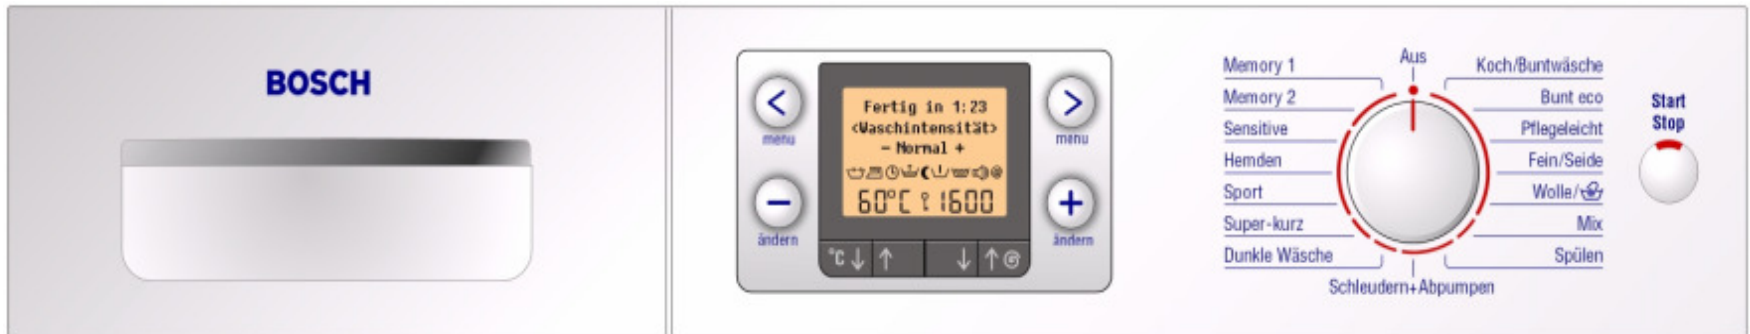 BOSCH
menu
menu
ändern
ändern
Fertig in 1:23
<Waschintensität>
- Normal +
60°C 1600
°C
Aus
Memory 1
Memory 2
Sensitive
Hemden
Sport
Super-kurz
Dunkle Wäsche
Koch/Buntwäsche
Bunt eco
Pflegeleicht
Fein/Seide
Wolle/
Mix
Spülen
Schleudern+Abpumpen
Start
Stop